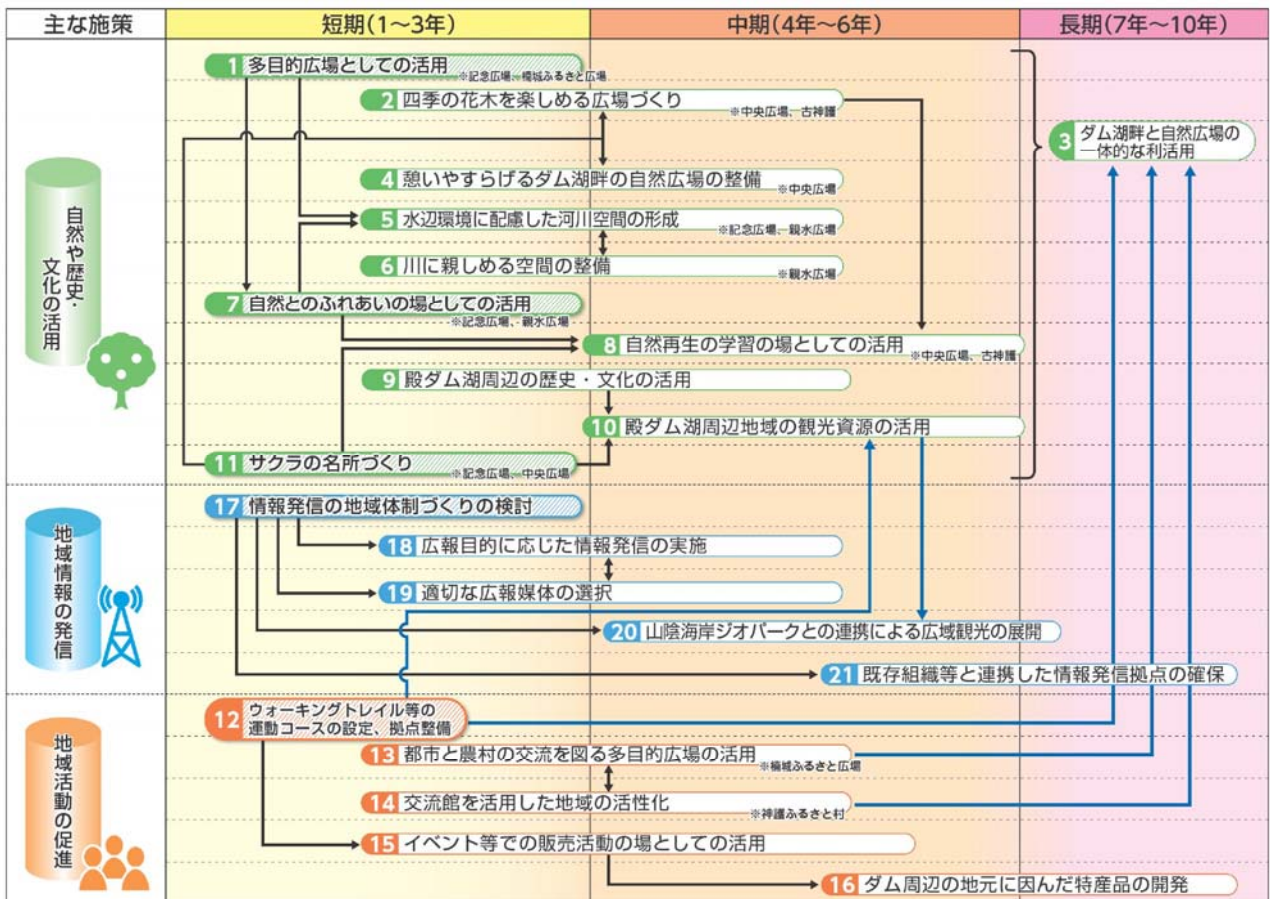 主な施策
短期(1〜3年)
中期(4年〜6年)
長期(7年〜10年)
自然や歴史・
文化の活用
1 多目的広場としての活用
※記念広場、楠城ふるさと広場
2 四季の花木を楽しめる広場づくり
※中央広場、古神護
3 ダム湖畔と自然広場の
一体的な利活用
4 憩いやすらげるダム湖畔の自然広場の整備
※中央広場
5 水辺環境に配慮した河川空間の形成
※記念広場、親水広場
6 川に親しめる空間の整備
※親水広場
7 自然とのふれあいの場としての活用
※記念広場、親水広場
8 自然再生の学習の場としての活用
※中央広場、古神護
9 殿ダム湖周辺の歴史・文化の活用
10 殿ダム湖周辺地域の観光資源の活用
11 サクラの名所づくり
※記念広場、中央広場
地域情報の発信
17 情報発信の地域体制づくりの検討
18 広報目的に応じた情報発信の実施
19 適切な広報媒体の選択
20 山陰海岸ジオパークとの連携による広域観光の展開
21 既存組織等と連携した情報発信拠点の確保
地域活動の促進
12 ウォーキングトレイル等の
運動コースの設定、拠点整備
13 都市と農村の交流を図る多目的広場の活用
※楠城ふるさと広場
14 交流館を活用した地域の活性化
※神護ふるさと村
15 イベント等での販売活動の場としての活用
16 ダム周辺の地元に因んだ特産品の開発